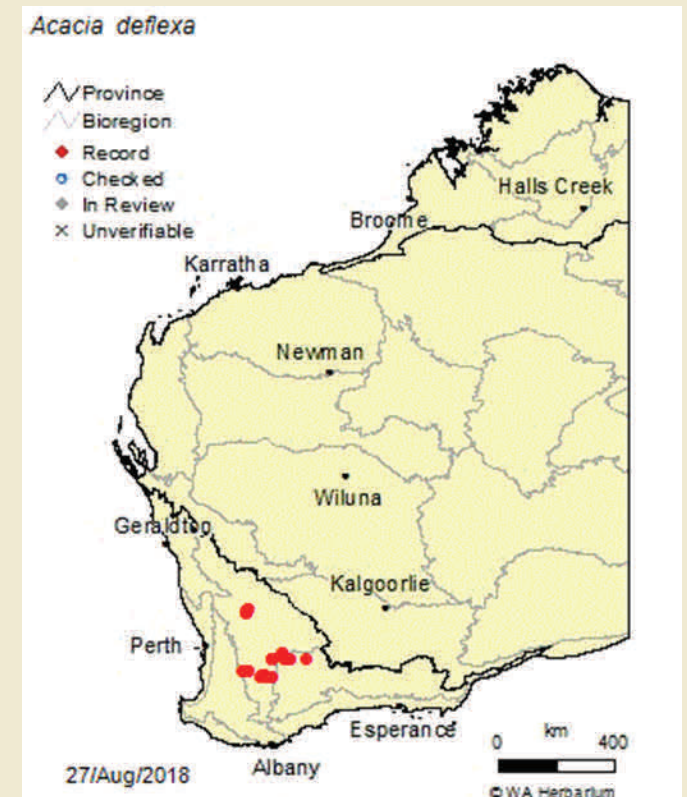 Acacia deflexa
Province
Bioregion
Record
Checked
In Review
Unverifiable
Halls Creek
Broome
Karratha
Newman
Wiluna
Geraldton
Kalgoorlie
Perth
Esperance
0 km 400
27/Aug/2018
Albany
© WA Herbarium